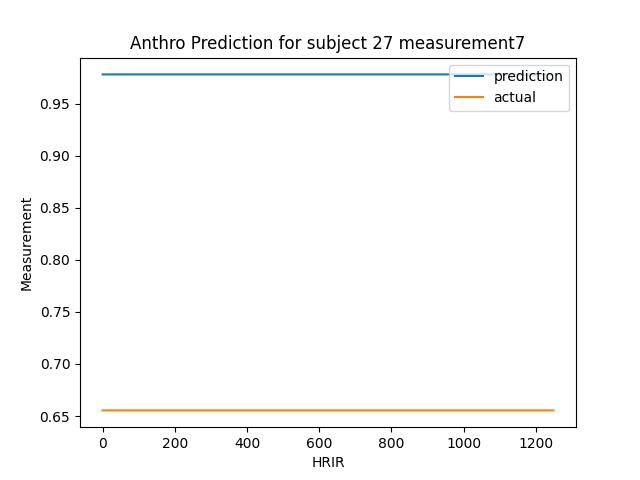 Anthro Prediction for subject 27 measurement7
prediction
actual
0.95
0.90
0.85
0.80
0.75
0.70
0.65
Measurement
0 200 400 600 800 1000 1200
HRIR